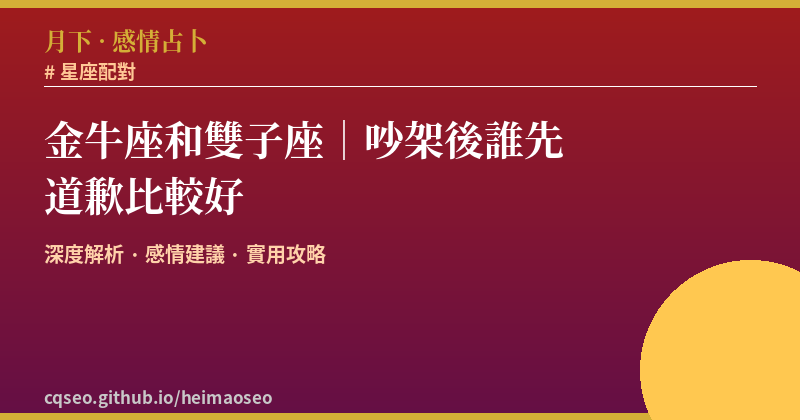 月下 · 感情占卜
# 星座配對
金牛座和雙子座｜吵架後誰先
道歉比較好
深度解析 · 感情建議 · 實用攻略
cqseo.github.io/heimaoseo